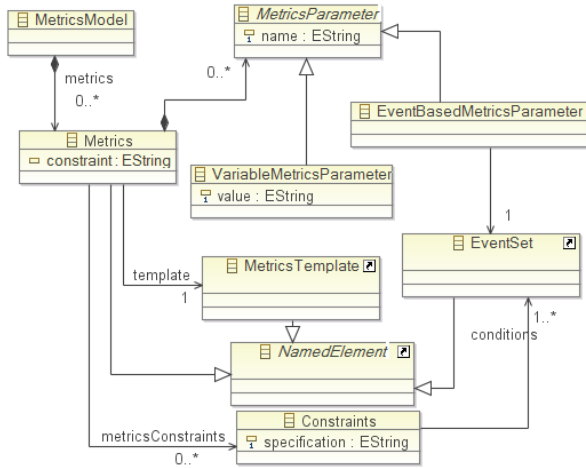 MetricsModel
MetricsParameter
name : EString
metrics
0..*
0..*
Metrics
constraint : EString
EventBasedMetricsParameter
VariableMetricsParameter
value : EString
1
EventSet
MetricsTemplate
template
1
1..*
conditions
NamedElement
Constraints
specification : EString
metricsConstraints
0..*